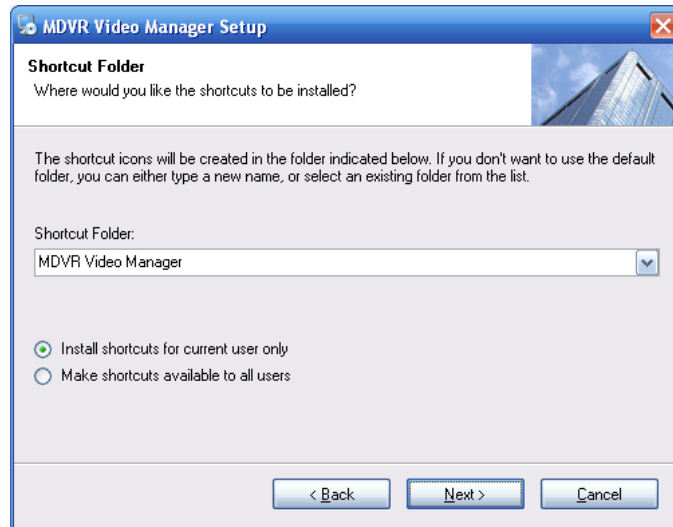 MDVR Video Manager Setup
Shortcut Folder
Where would you like the shortcuts to be installed?
The shortcut icons will be created in the folder indicated below. If you don't want to use the default
folder, you can either type a new name, or select an existing folder from the list.
Shortcut Folder:
MDVR Video Manager
Install shortcuts for current user only
Make shortcuts available to all users
< Back
Next >
Cancel